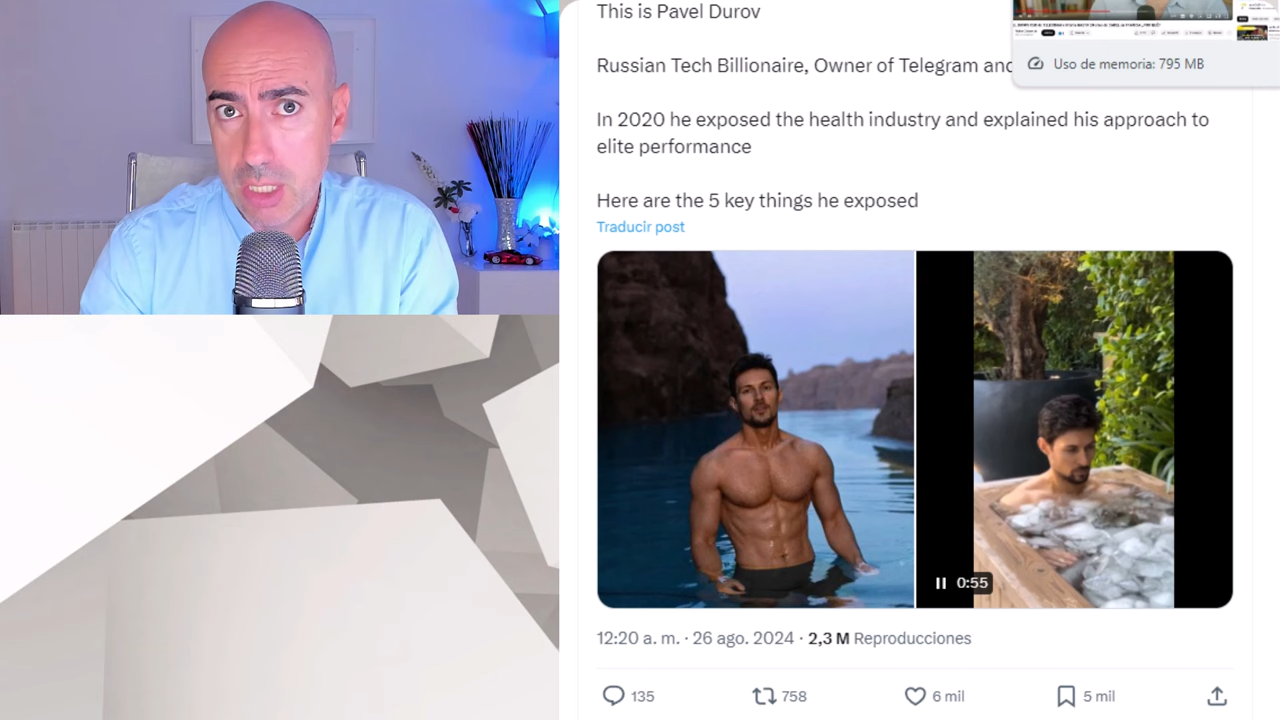 This is Pavel Durov
Russian Tech Billionaire, Owner of Telegram and
Uso de memoria: 795 MB
In 2020 he exposed the health industry and explained his approach to
elite performance
Here are the 5 key things he exposed
Traducir post
0:55
12:20 a. m. · 26 ago. 2024 · 2,3 M Reproducciones
135
758
6 mil
5 mil